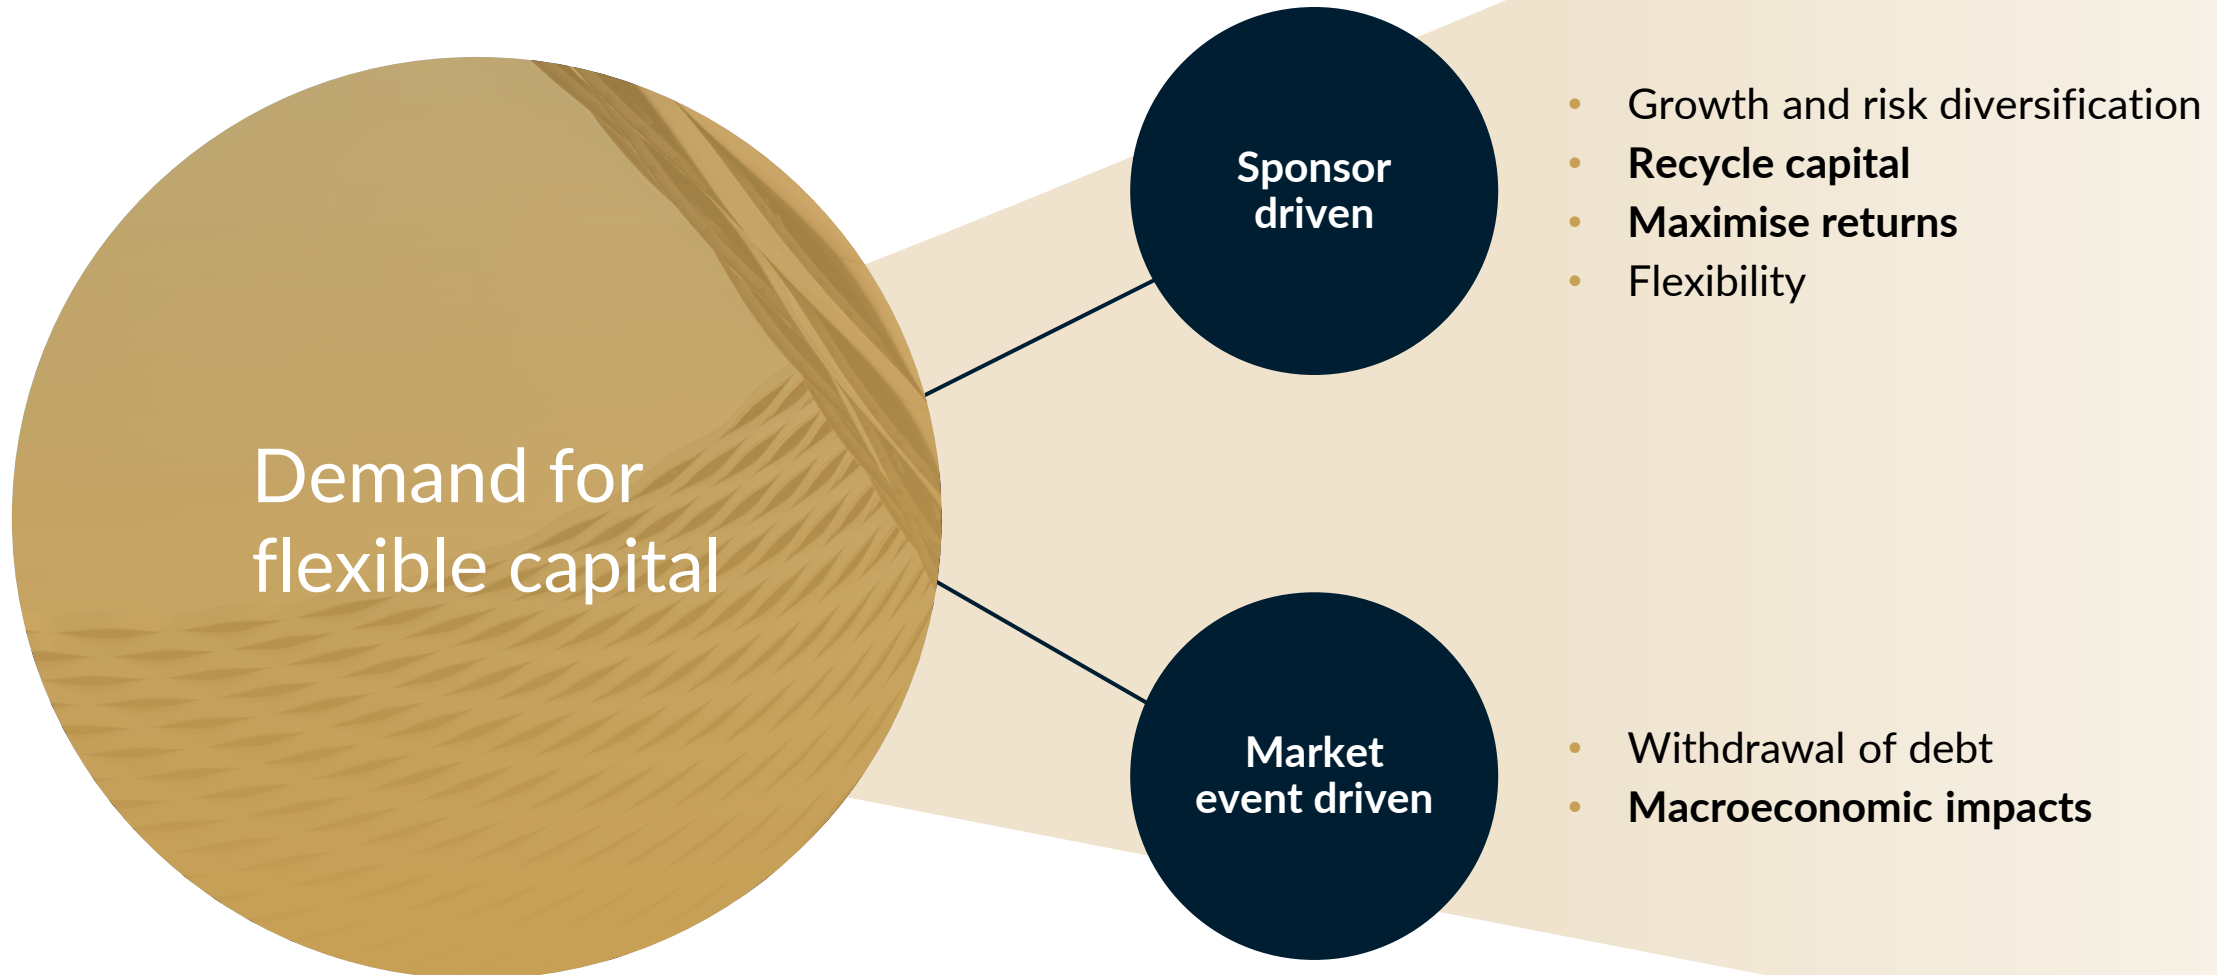 Demand for
flexible capital
Sponsor
driven
• Growth and risk diversification
• Recycle capital
• Maximise returns
• Flexibility
Market
event driven
• Withdrawal of debt
• Macroeconomic impacts